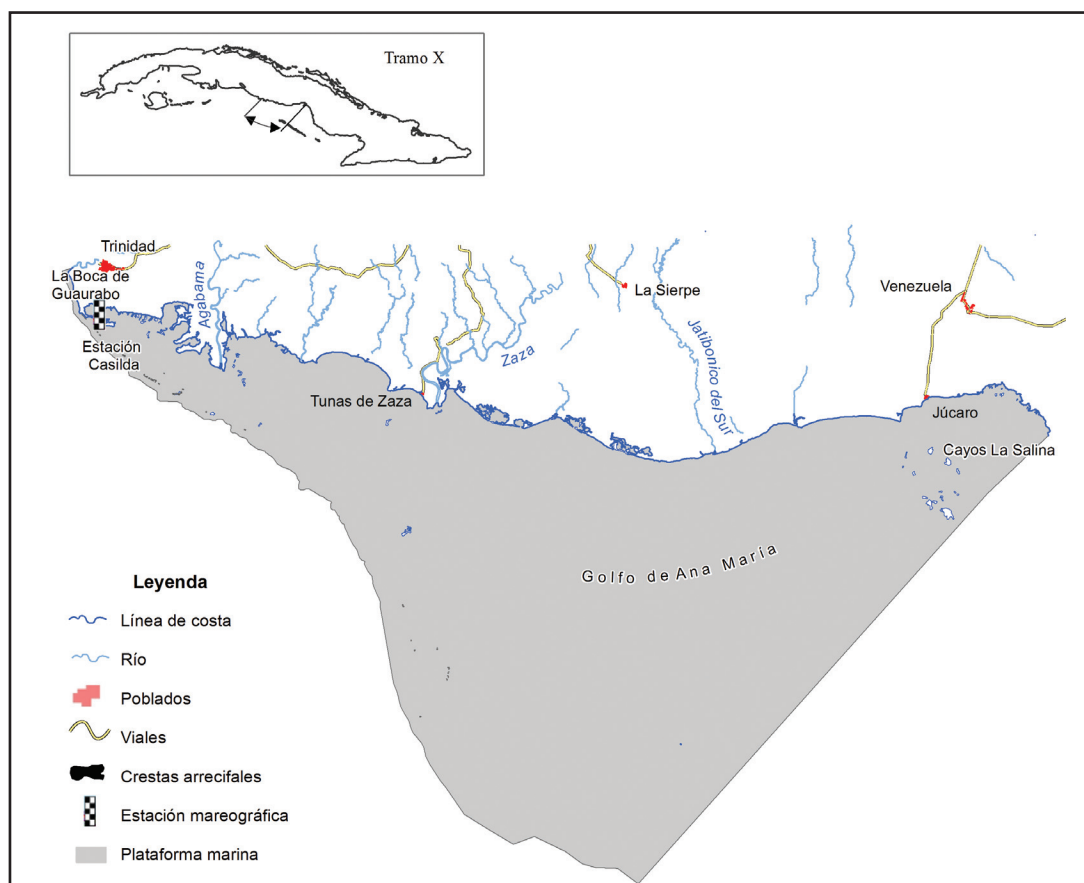 Tramo X
Trinidad
La Boca de
Guaurabo
Estación
Casilda
Agabama
Tunas de Zaza
Zaza
La Sierpe
Jatibonico del Sur
Venezuela
Júcaro
Cayos La Salina
Golfo de Ana María
Leyenda
Línea de costa
Río
Poblados
Viales
Crestas arrecifales
Estación mareográfica
Plataforma marina